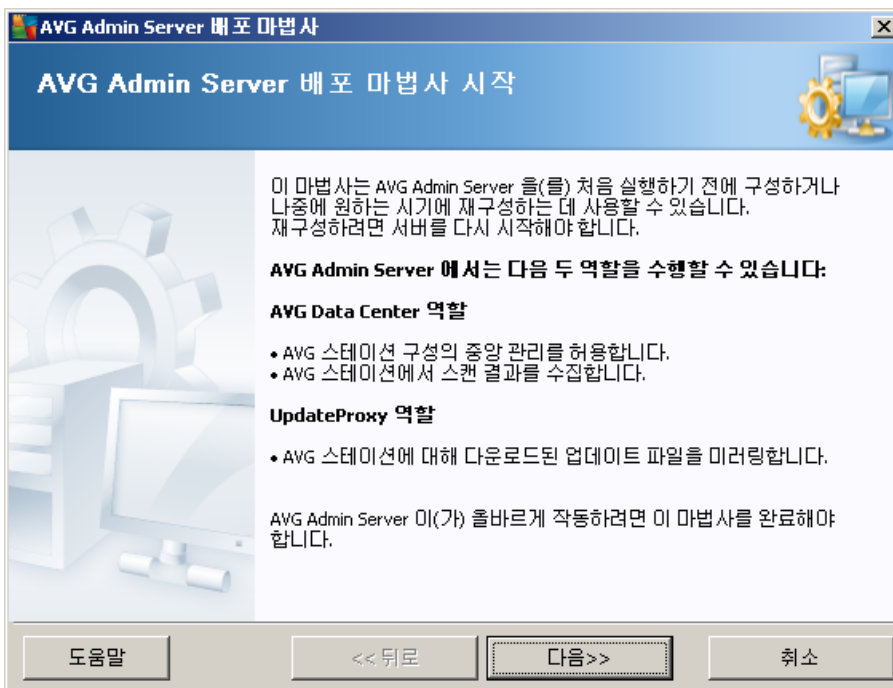 AVG Admin Server 배포 마법사
AVG Admin Server 배포 마법사 시작
이 마법사는 AVG Admin Server 을(를) 처음 실행하기 전에 구성하거나
나중에 원하는 시기에 재구성하는 데 사용할 수 있습니다.
재구성하려면 서버를 다시 시작해야 합니다.
AVG Admin Server 에서는 다음 두 역할을 수행할 수 있습니다:
AVG Data Center 역할
• AVG 스테이션 구성의 중앙 관리를 허용합니다.
• AVG 스테이션에서 스캔 결과를 수집합니다.
UpdateProxy 역할
• AVG 스테이션에 대해 다운로드된 업데이트 파일을 미러링합니다.
AVG Admin Server 이(가) 올바르게 작동하려면 이 마법사를 완료해야
합니다.
도움말
<< 뒤로
다음>>
취소